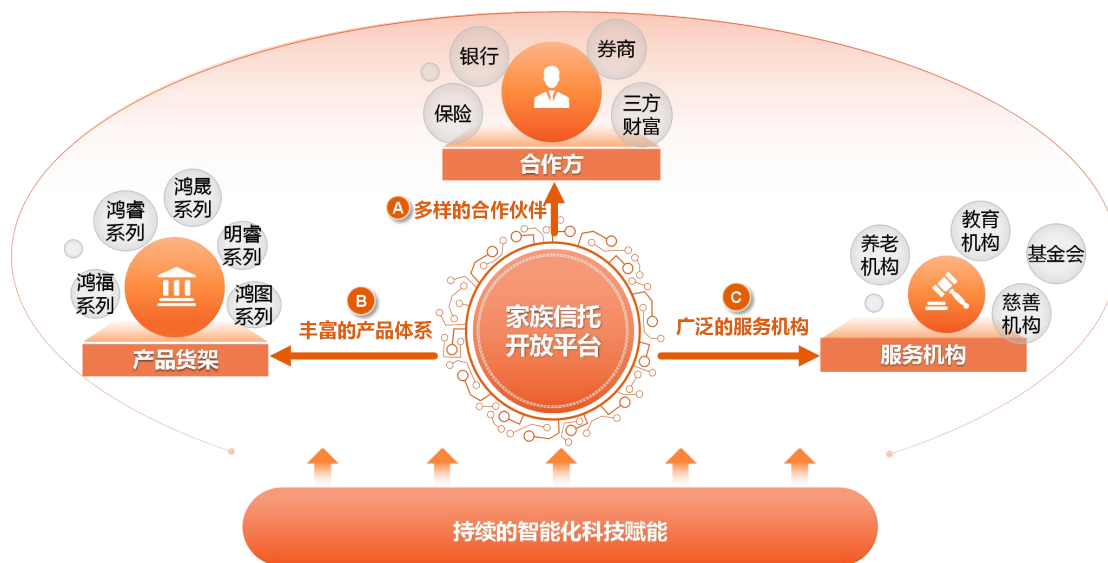 银行
券商
保险
三方
财富
合作方
A 多样的合作伙伴
鸿晟
系列
鸿睿
系列
明睿
系列
鸿福
系列
鸿图
系列
产品货架
B
丰富的产品体系
家族信托
开放平台
C
广泛的服务机构
教育
机构
养老
机构
基金会
慈善
机构
服务机构
持续的智能化科技赋能